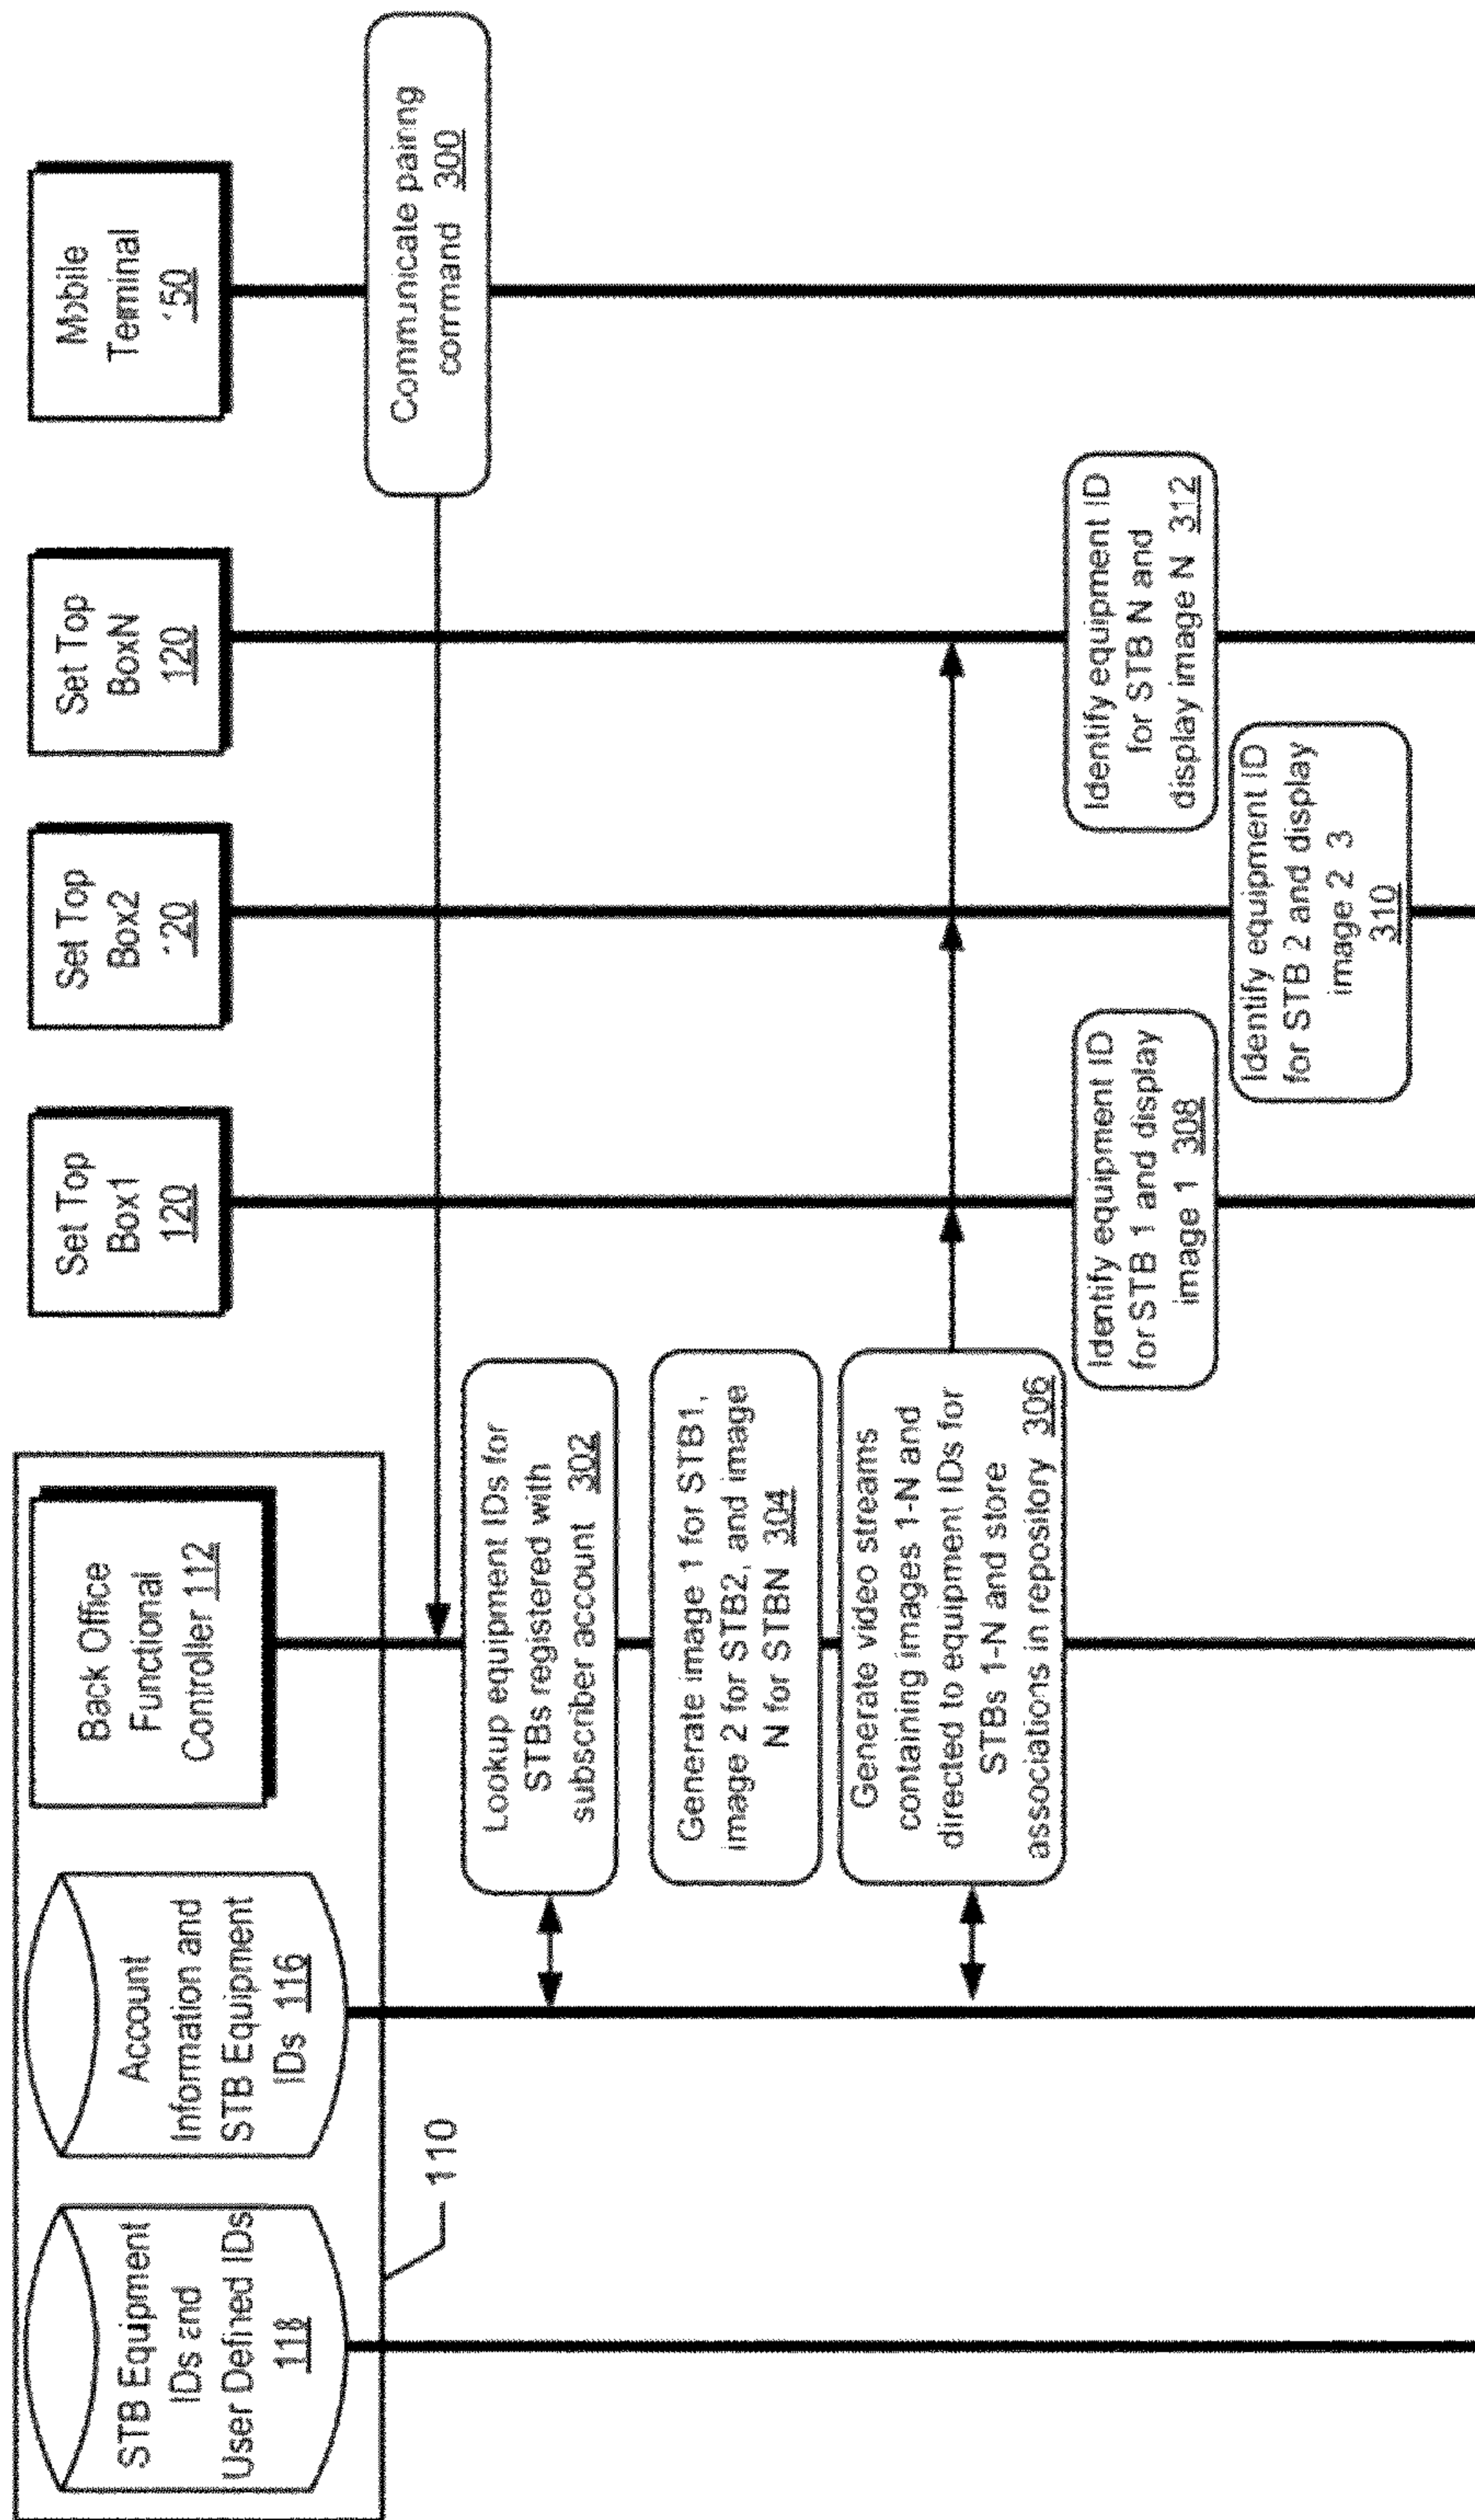 STB Equipment
IDs and
User Defined IDs
118
Account
Information and
STB Equipment
IDs 116
Back Office
Functional
Controller 112
Set Top
Box1
120
Set Top
Box2
120
Set Top
BoxN
120
Mobile
Terminal
150
110
Communicate pairing
command 300
Lookup equipment IDs for
STBs registered with
subscriber account 302
Generate image 1 for STB1,
image 2 for STB2, and image
N for STBN 304
Generate video streams
containing images 1-N and
directed to equipment IDs for
STBs 1-N and store
associations in repository 306
Identify equipment ID
for STB 1 and display
image 1 308
Identify equipment ID
for STB 2 and display
image 2 3
310
Identify equipment ID
for STB N and
display image N 312